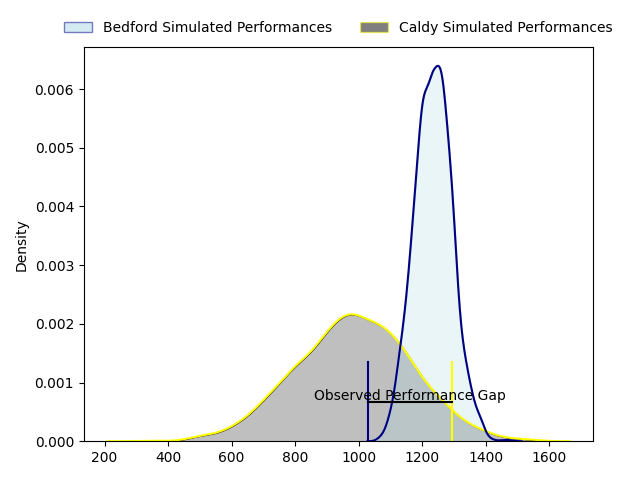 Bedford Simulated Performances Caldy Simulated Performances
0.006
0.005
0.004
0.003
0.002
0.001
0.000
Density
Observed Performance Gap
200 400 600 800 1000 1200 1400 1600